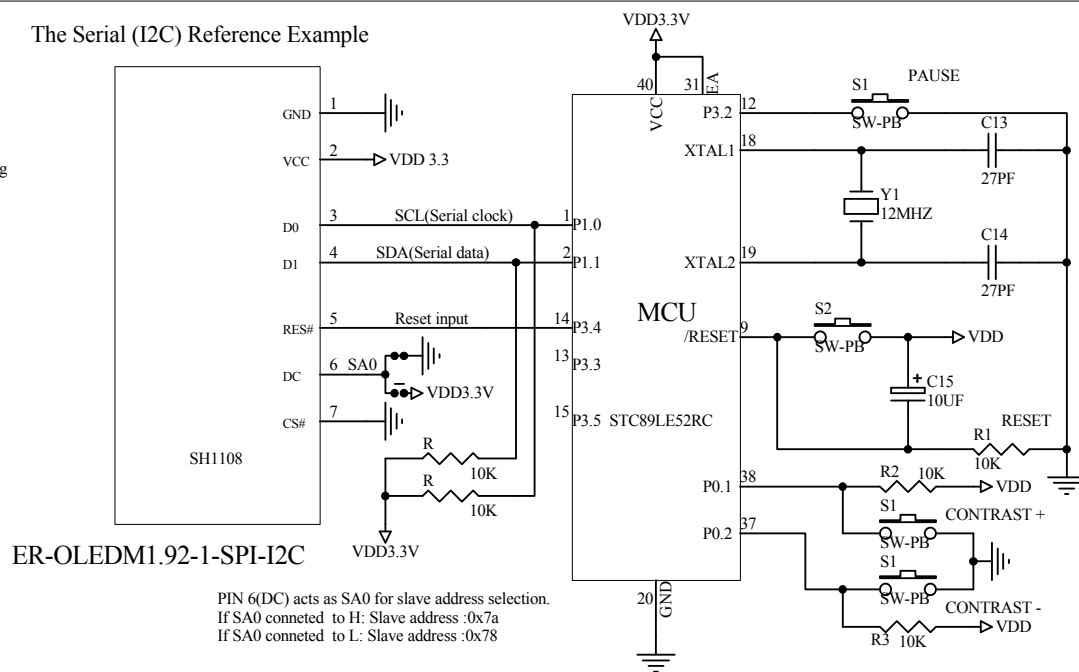 The Serial (I2C) Reference Example
g
GND
1
VCC
2
VDD 3.3
D0
3
SCL(Serial clock)
D1
4
SDA(Serial data)
RES#
5
Reset input
DC
6
SA0
VDD3.3V
CS#
7
SH1108
R
10K
R
10K
VDD3.3V
ER-OLEDM1.92-1-SPI-I2C
PIN 6(DC) acts as SA0 for slave address selection.
If SA0 conneted to H: Slave address :0x7a
If SA0 conneted to L: Slave address :0x78
VDD3.3V
40
VCC
31
EA
1
P1.0
2
P1.1
14
P3.4
13
P3.3
15
P3.5
STC89LE52RC
MCU
20
GND
P3.2
12
XTAL1
18
XTAL2
19
/RESET
9
P0.1
38
P0.2
37
S1
SW-PB
PAUSE
C13
27PF
Y1
12MHZ
C14
27PF
S2
SW-PB
VDD
C15
10UF
RESET
R1
10K
R2
10K
VDD
S1
SW-PB
CONTRAST +
S1
SW-PB
CONTRAST -
R3
10K
VDD